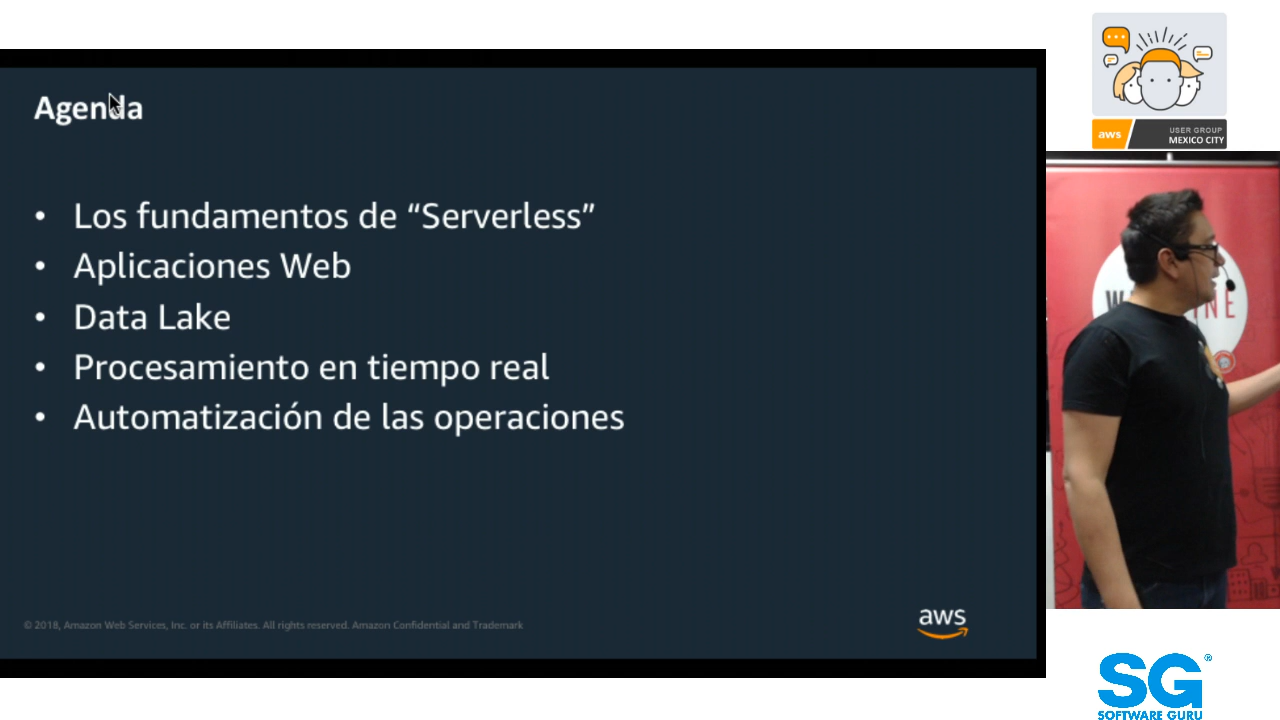 Agenda
• Los fundamentos de “Serverless”
• Aplicaciones Web
• Data Lake
• Procesamiento en tiempo real
• Automatización de las operaciones
© 2018, Amazon Web Services, Inc. or its Affiliates. All rights reserved. Amazon Confidential and Trademark
aws
aws
USER GROUP
MEXICO CITY
SG®
SOFTWARE GURU